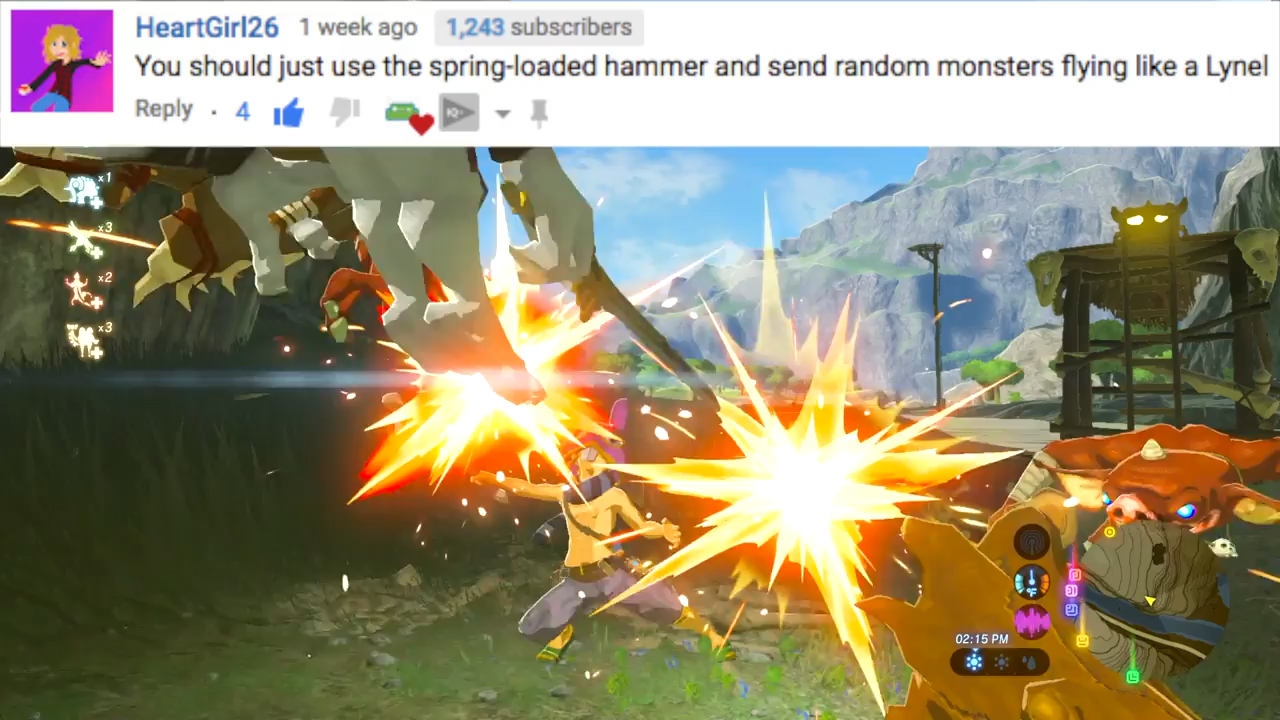 HeartGirl26 1 week ago 1,243 subscribers
You should just use the spring-loaded hammer and send random monsters flying like a Lynel
Reply · 4
x1
x3
x2
x3
°F
02:15 PM